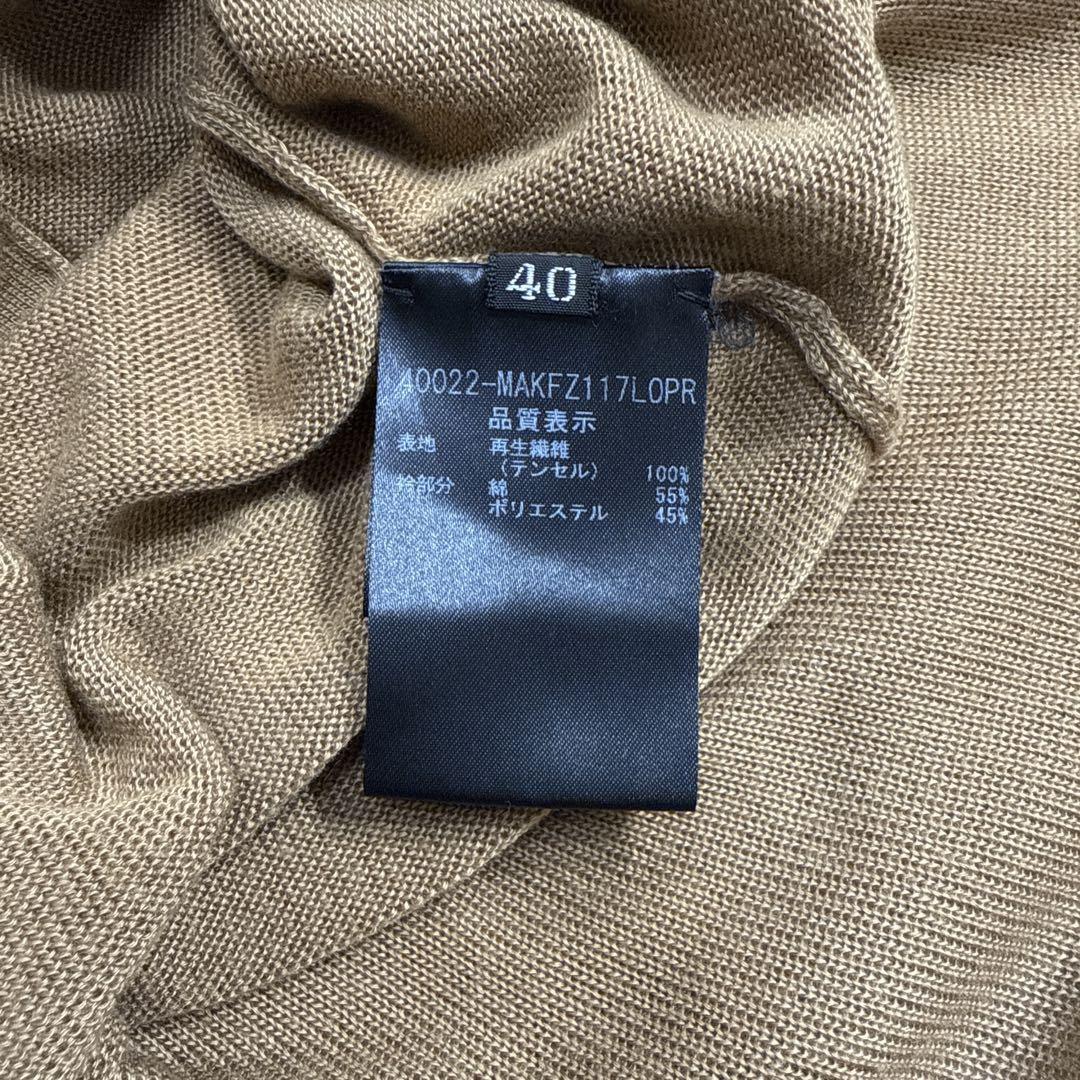 40
A0022-MAKFZ117LOPR
品質表示
表地 再生繊維
(テンセル) 100%
衿部分 綿 55%
ポリエステル 45%